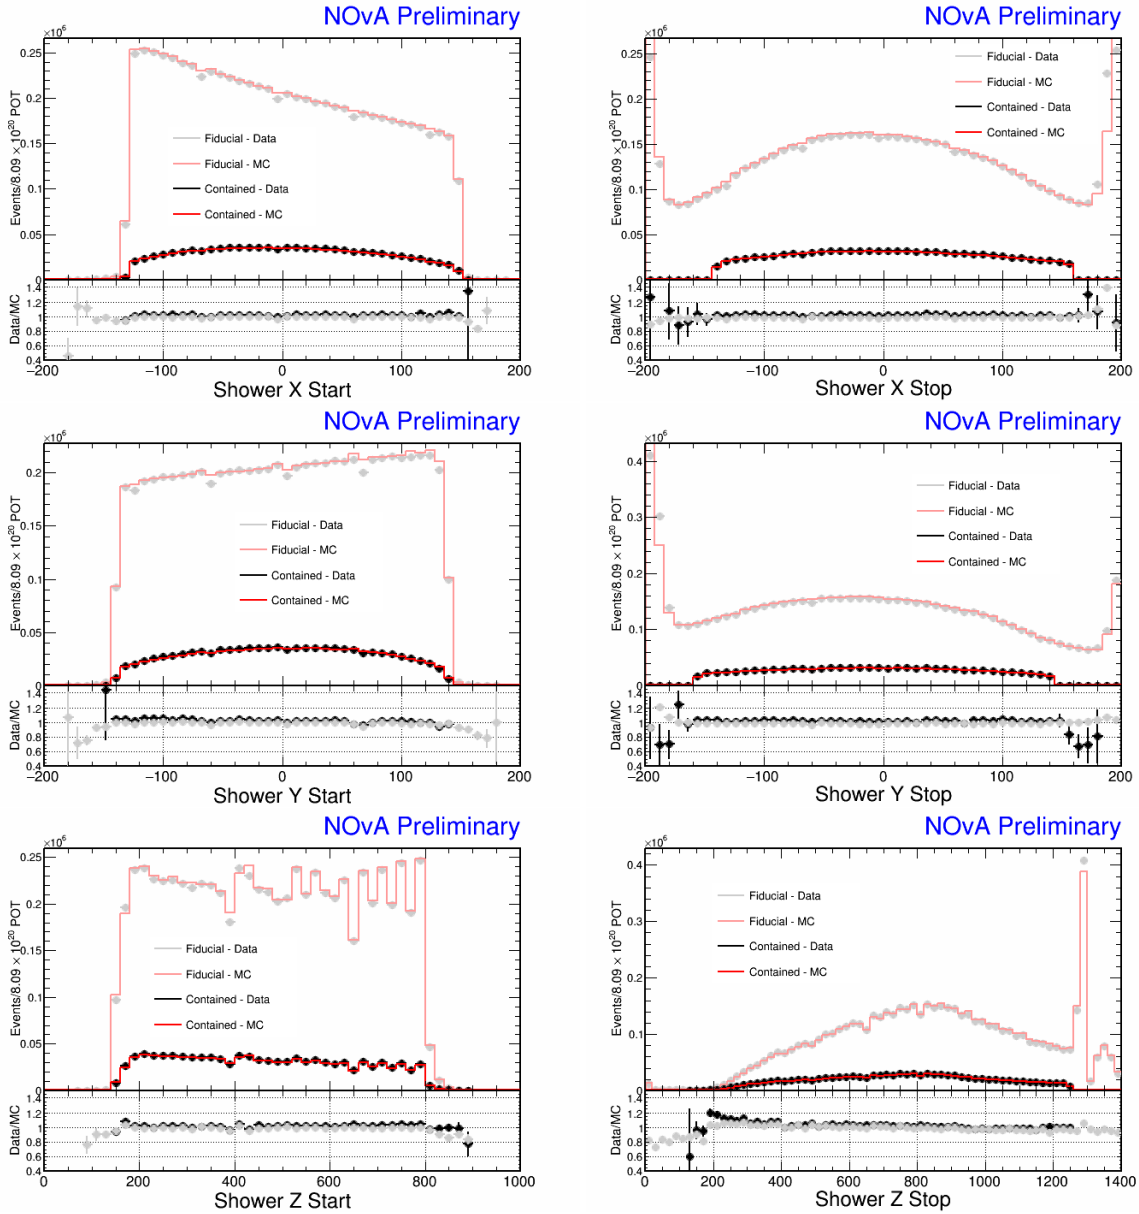 NOvA Preliminary
×10⁶
Events/8.09 × 10²⁰ POT
0.25
0.2
0.15
0.1
0.05
0
Fiducial - Data
Fiducial - MC
Contained - Data
Contained - MC
Data/MC
1.4
1.2
1
0.8
0.6
0.4
−200 −100 0 100 200
Shower X Start
NOvA Preliminary
×10⁶
Events/8.09 × 10²⁰ POT
0.25
0.2
0.15
0.1
0.05
0
Fiducial - Data
Fiducial - MC
Contained - Data
Contained - MC
Data/MC
1.4
1.2
1
0.8
0.6
0.4
−200 −100 0 100 200
Shower X Stop
NOvA Preliminary
×10⁶
Events/8.09 × 10²⁰ POT
0.2
0.15
0.1
0.05
0
Fiducial - Data
Fiducial - MC
Contained - Data
Contained - MC
Data/MC
1.4
1.2
1
0.8
0.6
0.4
−200 −100 0 100 200
Shower Y Start
NOvA Preliminary
×10⁶
Events/8.09 × 10²⁰ POT
0.4
0.3
0.2
0.1
0
Fiducial - Data
Fiducial - MC
Contained - Data
Contained - MC
Data/MC
1.4
1.2
1
0.8
0.6
0.4
−200 −100 0 100 200
Shower Y Stop
NOvA Preliminary
×10⁶
Events/8.09 × 10²⁰ POT
0.25
0.2
0.15
0.1
0.05
0
Fiducial - Data
Fiducial - MC
Contained - Data
Contained - MC
Data/MC
1.4
1.2
1
0.8
0.6
0.4
0 200 400 600 800 1000
Shower Z Start
NOvA Preliminary
×10⁶
Events/8.09 × 10²⁰ POT
0.4
0.2
0
Fiducial - Data
Fiducial - MC
Contained - Data
Contained - MC
Data/MC
1.4
1.2
1
0.8
0.6
0.4
0 200 400 600 800 1000 1200 1400
Shower Z Stop